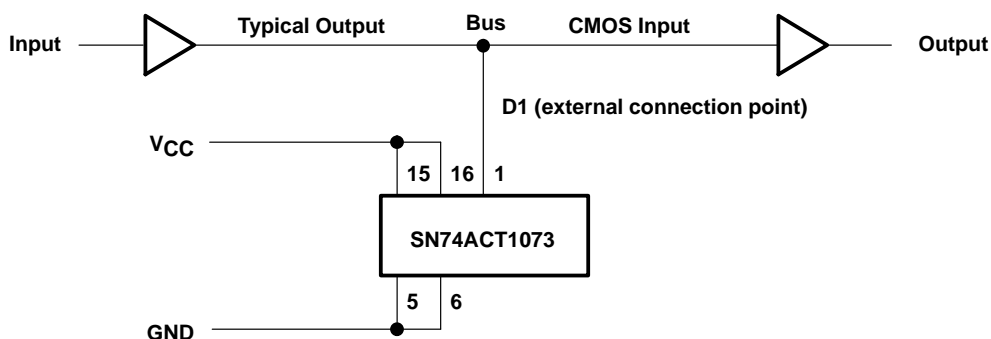 Typical Output Bus CMOS Input
Input Output
D1 (external connection point)
VCC
15 16 1
SN74ACT1073
5 6
GND